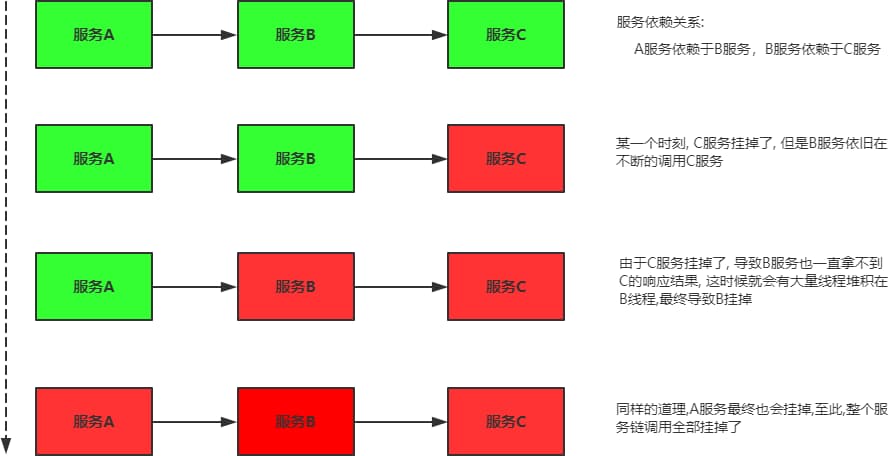 服务A
服务B
服务C
服务依赖关系:
A服务依赖于B服务，B服务依赖于C服务
服务A
服务B
服务C
某一个时刻, C服务挂掉了, 但是B服务依旧在
不断的调用C服务
服务A
服务B
服务C
由于C服务挂掉了, 导致B服务也一直拿不到
C的响应结果, 这时候就会有大量线程堆积在
B线程,最终导致B挂掉
服务A
服务B
服务C
同样的道理,A服务最终也会挂掉,至此,整个服
务链调用全部挂掉了